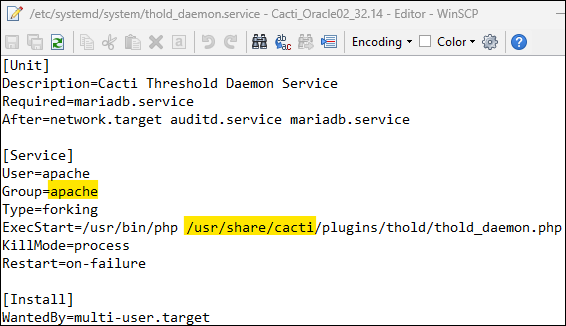 /etc/systemd/system/thold_daemon.service - Cacti_Oracle02_32.14 - Editor - WinSCP
Encoding Color
[Unit]
Description=Cacti Threshold Daemon Service
Required=mariadb.service
After=network.target auditd.service mariadb.service
[Service]
User=apache
Group=apache
Type=forking
ExecStart=/usr/bin/php /usr/share/cacti/plugins/thold/thold_daemon.php
KillMode=process
Restart=on-failure
[Install]
WantedBy=multi-user.target